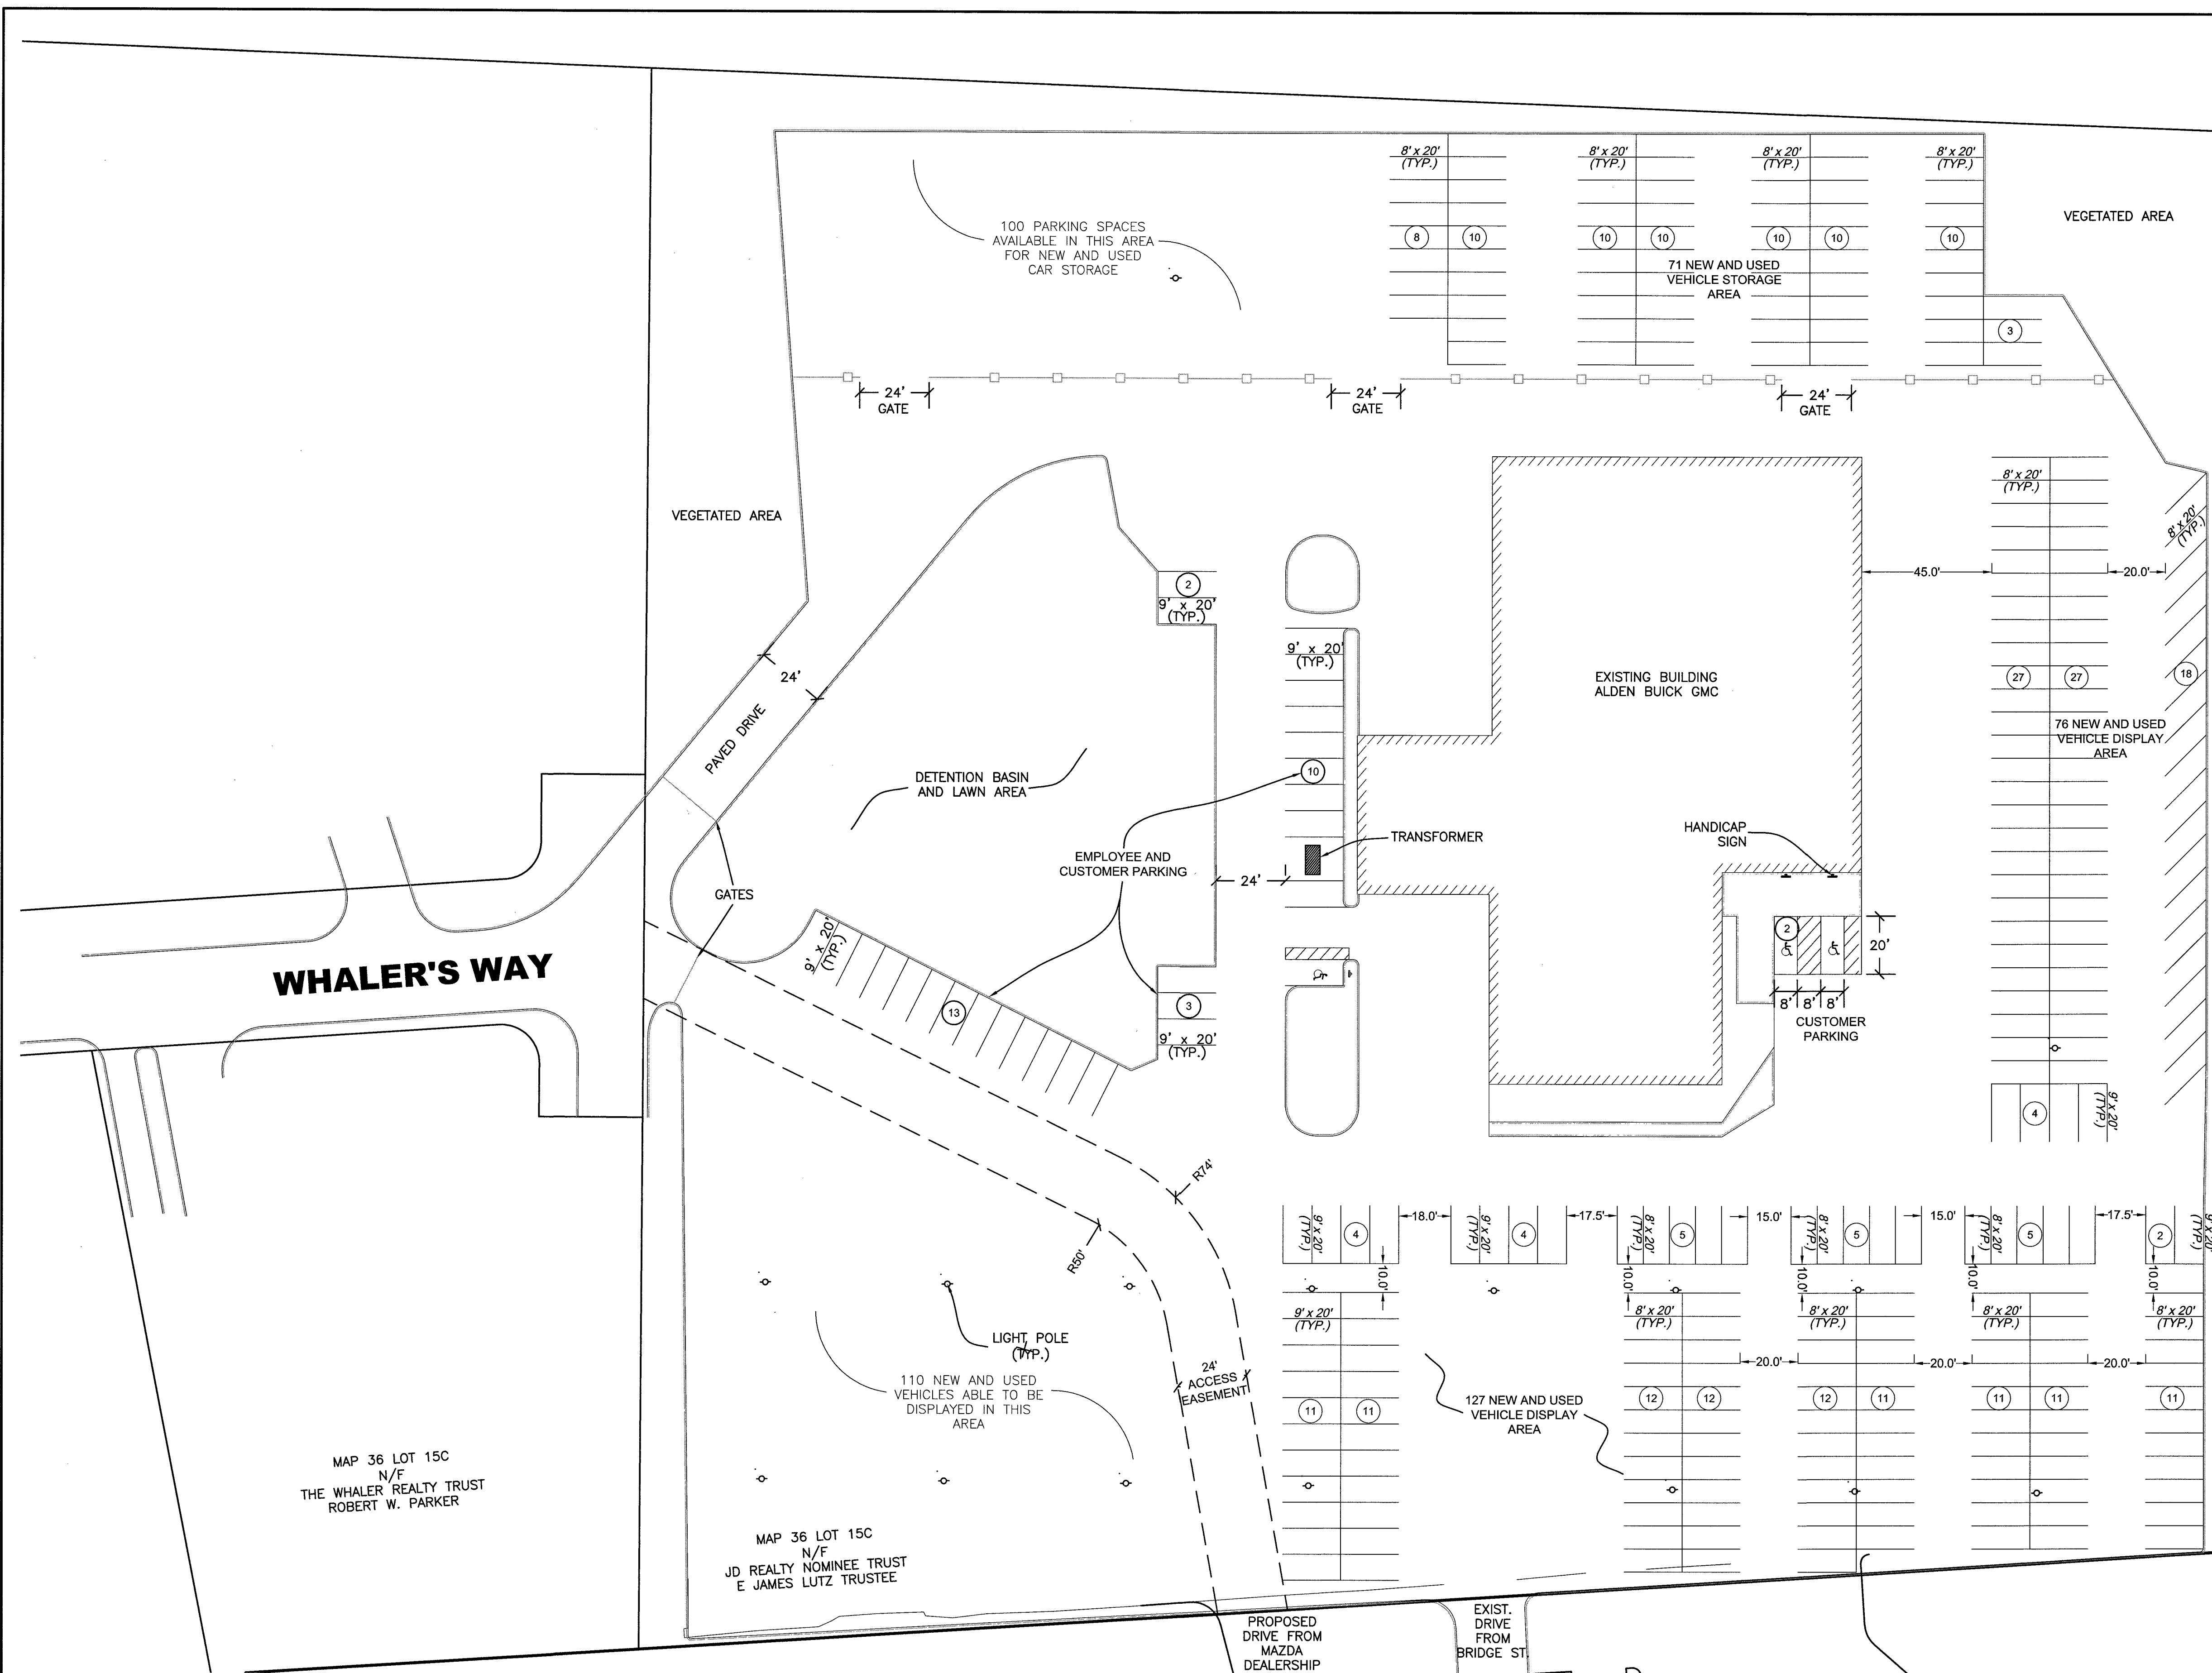 8' x 20'
(TYP.)
8' x 20'
(TYP.)
8' x 20'
(TYP.)
8' x 20'
(TYP.)
100 PARKING SPACES
AVAILABLE IN THIS AREA
FOR NEW AND USED
CAR STORAGE
VEGETATED AREA
8
10
10
10
10
10
10
71 NEW AND USED
VEHICLE STORAGE
AREA
3
24'
GATE
24'
GATE
24'
GATE
VEGETATED AREA
8' x 20'
(TYP.)
8' x 20'
(TYP.)
45.0'
20.0'
2
9' x 20'
(TYP.)
9' x 20'
(TYP.)
24'
PAVED DRIVE
EXISTING BUILDING
ALDEN BUICK GMC
27
27
18
76 NEW AND USED
VEHICLE DISPLAY
AREA
DETENTION BASIN
AND LAWN AREA
10
TRANSFORMER
HANDICAP
SIGN
EMPLOYEE AND
CUSTOMER PARKING
24'
GATES
9' x 20'
(TYP.)
2
20'
8'
8'
8'
CUSTOMER
PARKING
WHALER'S WAY
13
3
9' x 20'
(TYP.)
4
9' x 20'
(TYP.)
R74'
R50'
9' x 20'
(TYP.)
4
18.0'
9' x 20'
(TYP.)
4
17.5'
8' x 20'
(TYP.)
5
15.0'
8' x 20'
(TYP.)
5
15.0'
8' x 20'
(TYP.)
5
17.5'
2
9' x 20'
(TYP.)
10.0'
10.0'
10.0'
10.0'
10.0'
9' x 20'
(TYP.)
8' x 20'
(TYP.)
8' x 20'
(TYP.)
8' x 20'
(TYP.)
8' x 20'
(TYP.)
LIGHT POLE
(TYP.)
20.0'
20.0'
20.0'
110 NEW AND USED
VEHICLES ABLE TO BE
DISPLAYED IN THIS
AREA
24'
ACCESS
EASEMENT
11
11
127 NEW AND USED
VEHICLE DISPLAY
AREA
12
12
12
11
11
11
11
MAP 36 LOT 15C
N/F
THE WHALER REALTY TRUST
ROBERT W. PARKER
MAP 36 LOT 15C
N/F
JD REALTY NOMINEE TRUST
E JAMES LUTZ TRUSTEE
PROPOSED
DRIVE FROM
MAZDA
DEALERSHIP
EXIST.
DRIVE
FROM
BRIDGE ST.